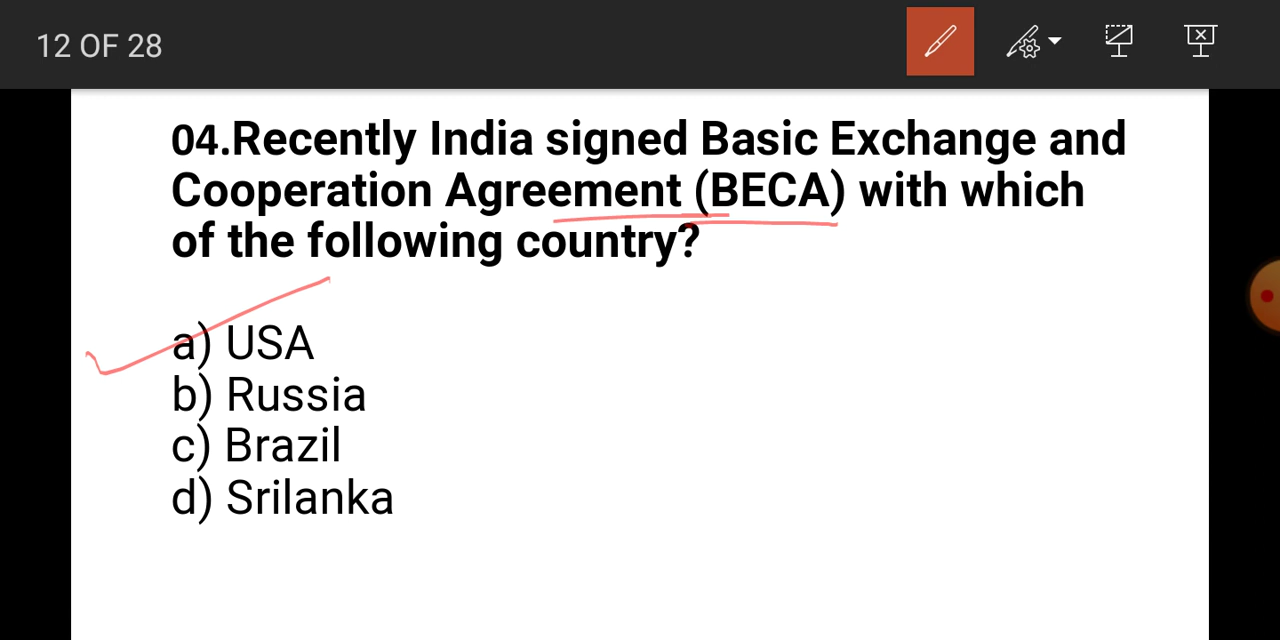 12 OF 28
04.Recently India signed Basic Exchange and
Cooperation Agreement (BECA) with which
of the following country?
a) USA
b) Russia
c) Brazil
d) Srilanka